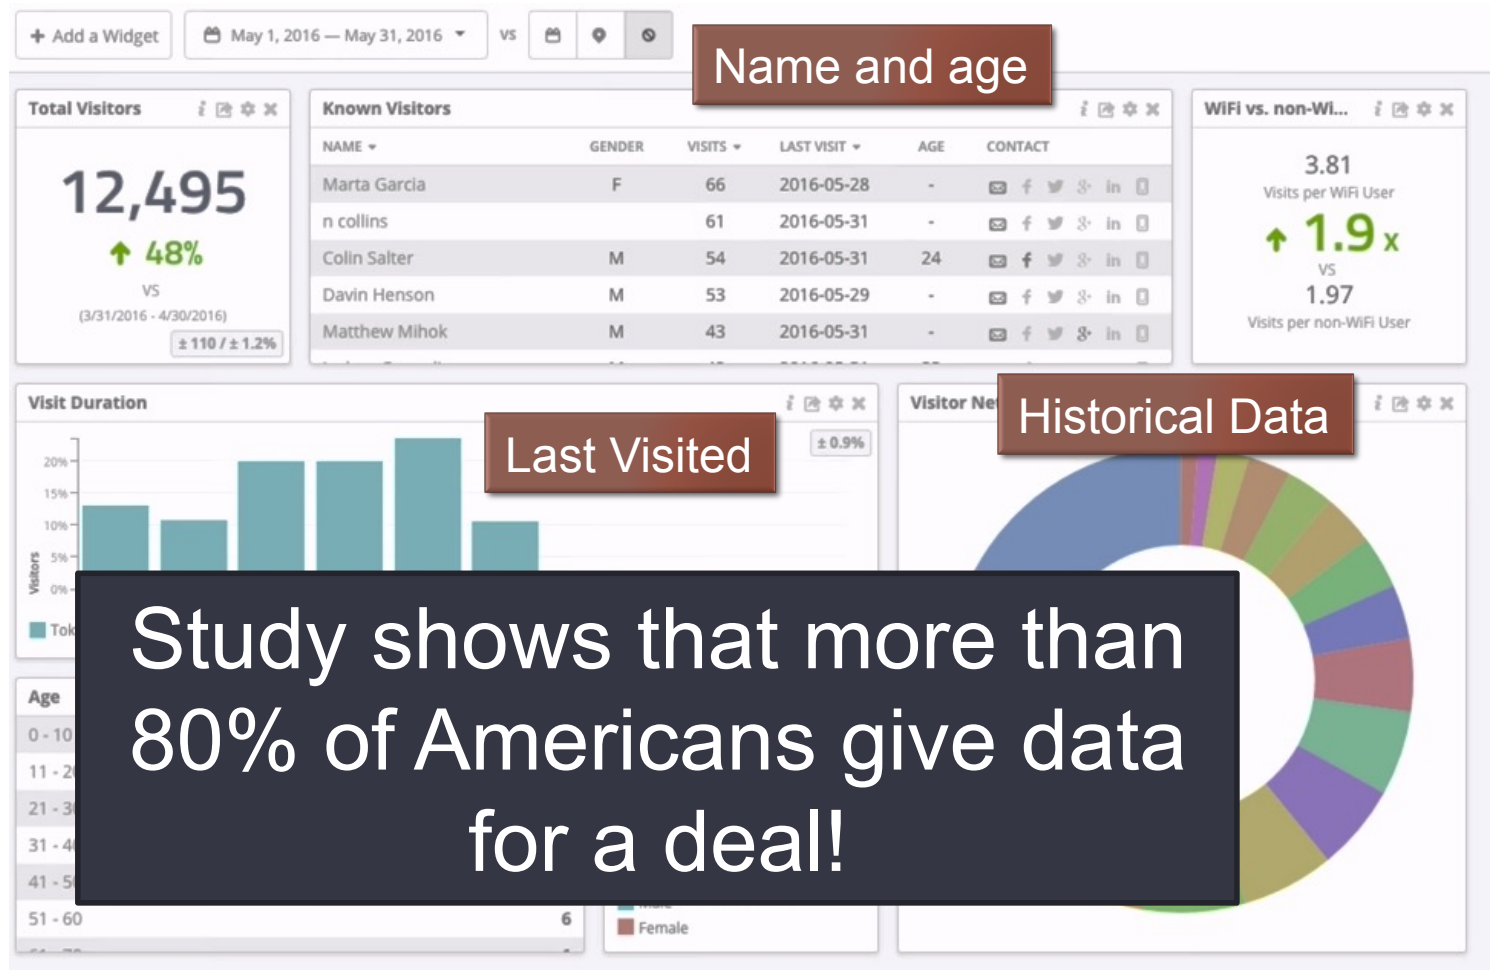 Add a Widget
May 1, 2016 — May 31, 2016
vs
Name and age
Total Visitors
12,495
48%
VS
(3/31/2016 - 4/30/2016)
± 110 / ± 1.2%
Known Visitors
NAME GENDER VISITS LAST VISIT AGE CONTACT
Marta Garcia F 66 2016-05-28 -
n collins 61 2016-05-31 -
Colin Salter M 54 2016-05-31 24
Davin Henson M 53 2016-05-29 -
Matthew Mihok M 43 2016-05-31 -
WiFi vs. non-Wi...
3.81
Visits per WiFi User
1.9 x
VS
1.97
Visits per non-WiFi User
Visit Duration
± 0.9%
20%
15%
10%
5%
0%
Visitors
Last Visited
Visitor
Historical Data
Study shows that more than
80% of Americans give data
for a deal!
Age
0 - 10
11 -
21 -
31 -
41 -
51 - 60 6
Female